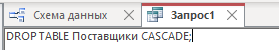 Схема данных
Запрос1
DROP TABLE Поставщики CASCADE;